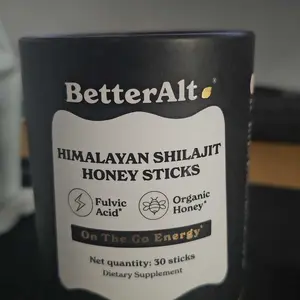 BetterAlt
HIMALAYAN SHILAJIT
HONEY STICKS
Fulvic
Acid*
Organic
Honey*
On The Go Energy*
Net quantity: 30 sticks
Dietary Supplement